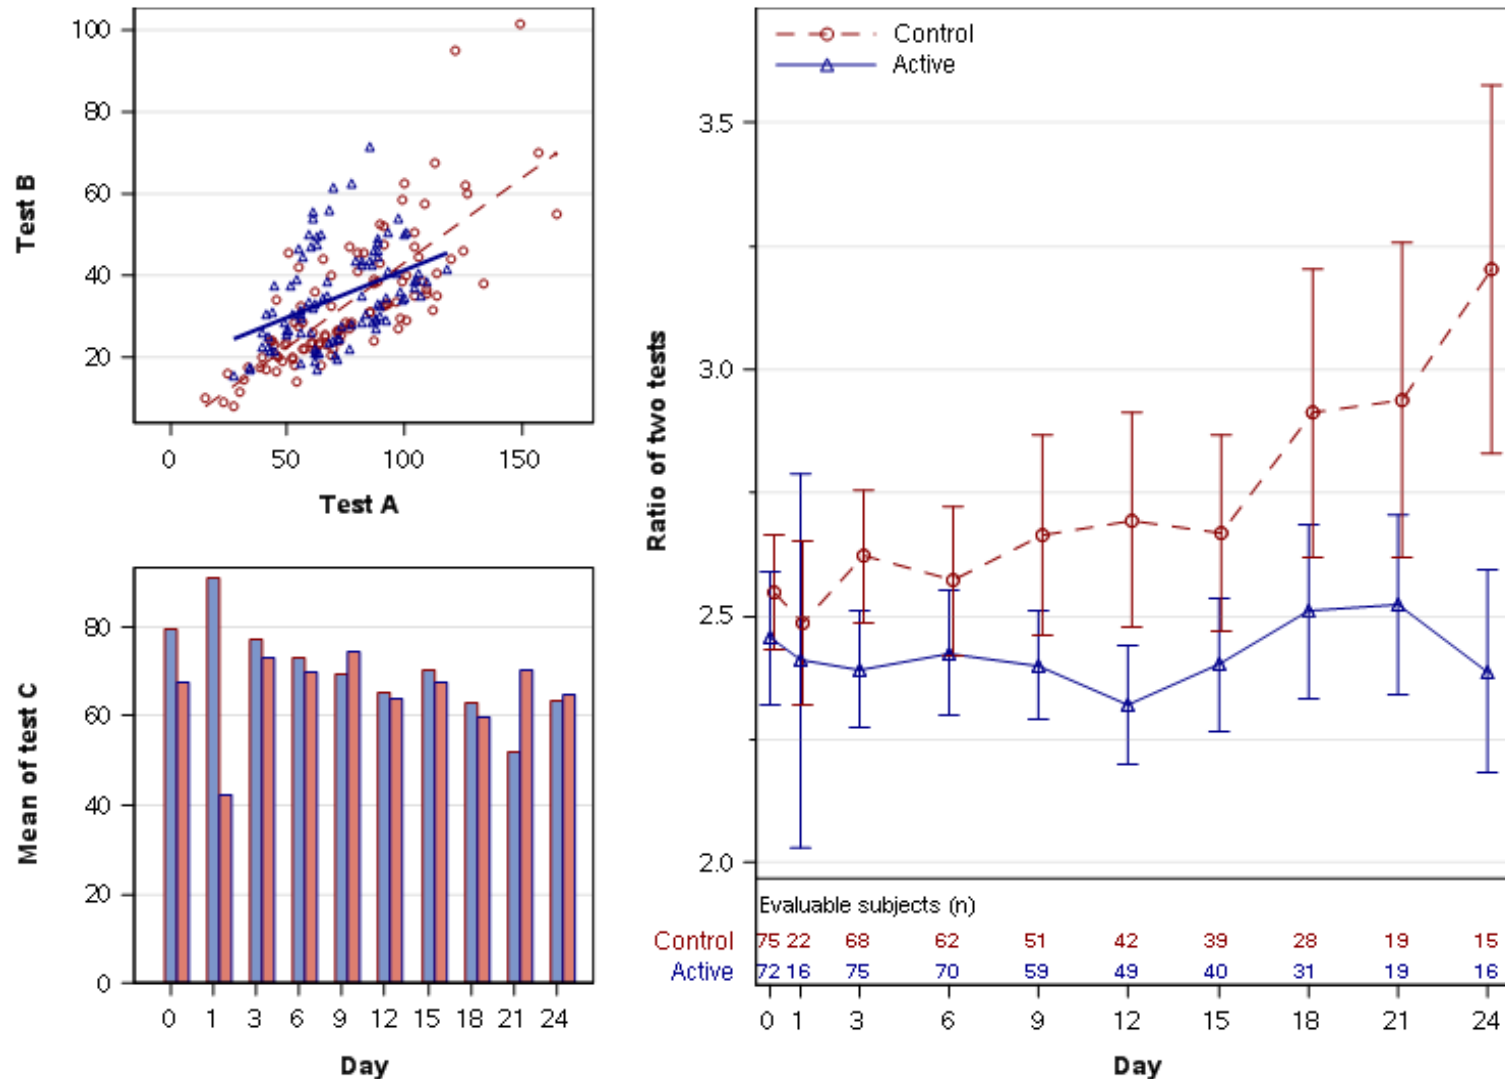 100
80
60
40
20
Test B
0 50 100 150
Test A
80
60
40
20
0
Mean of test C
0 1 3 6 9 12 15 18 21 24
Day
Control
Active
3.5
3.0
2.5
2.0
Ratio of two tests
Evaluable subjects (n)
Control 75 22 68 62 51 42 39 28 19 15
Active 72 16 75 70 59 49 40 31 19 16
0 1 3 6 9 12 15 18 21 24
Day